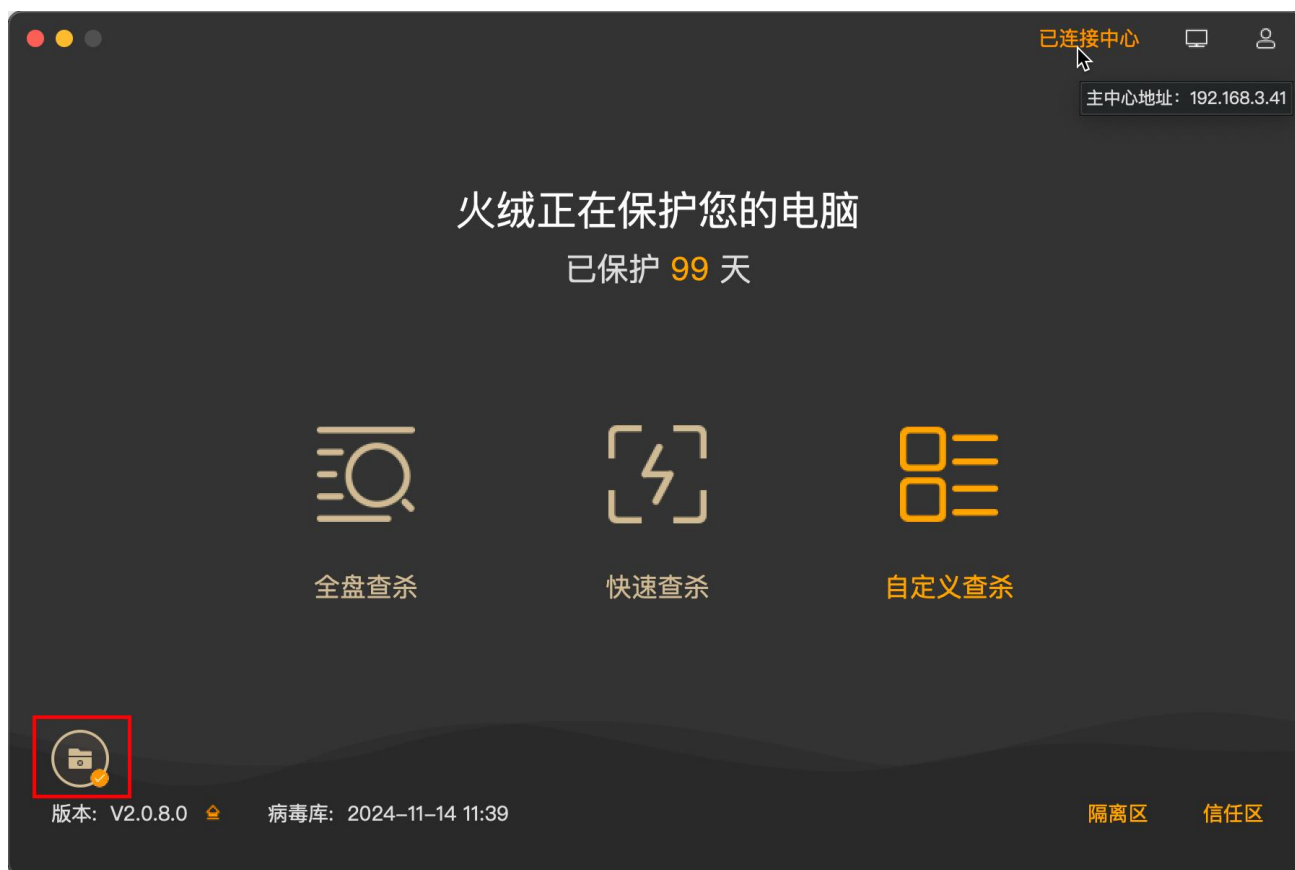 已连接中心
主中心地址：192.168.3.41
火绒正在保护您的电脑
已保护 99 天
全盘查杀
快速查杀
自定义查杀
版本: V2.0.8.0
病毒库: 2024–11–14 11:39
隔离区
信任区